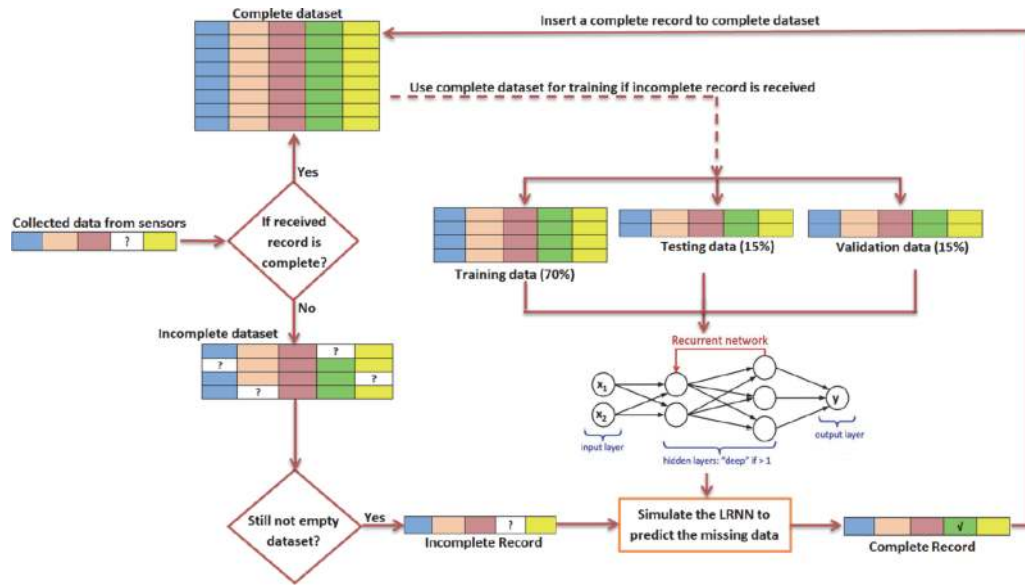 Complete dataset
Insert a complete record to complete dataset
Use complete dataset for training if incomplete record is received
Yes
Collected data from sensors
?
If received
record is
complete?
Training data (70%)
Testing data (15%)
Validation data (15%)
No
Incomplete dataset
?
?
?
?
Recurrent network
x1
x2
y
input layer
hidden layers: "deep" if > 1
output layer
Still not empty
dataset?
Yes
?
Incomplete Record
Simulate the LRNN to
predict the missing data
√
Complete Record